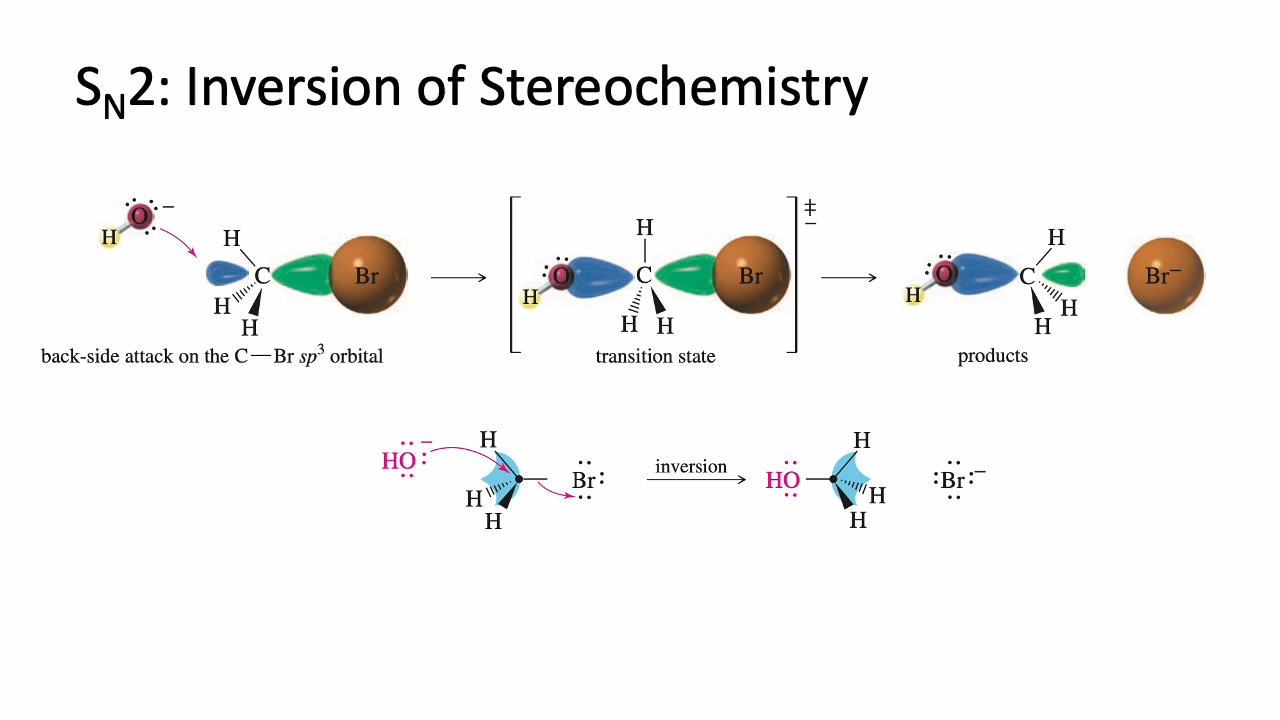 S_N2: Inversion of Stereochemistry
H O − H C H H Br
H O H C H H Br ‡ −
H O C H H H Br−
back-side attack on the C—Br sp³ orbital
transition state
products
HO:− H H H Br:
inversion
HO H H H :Br:−